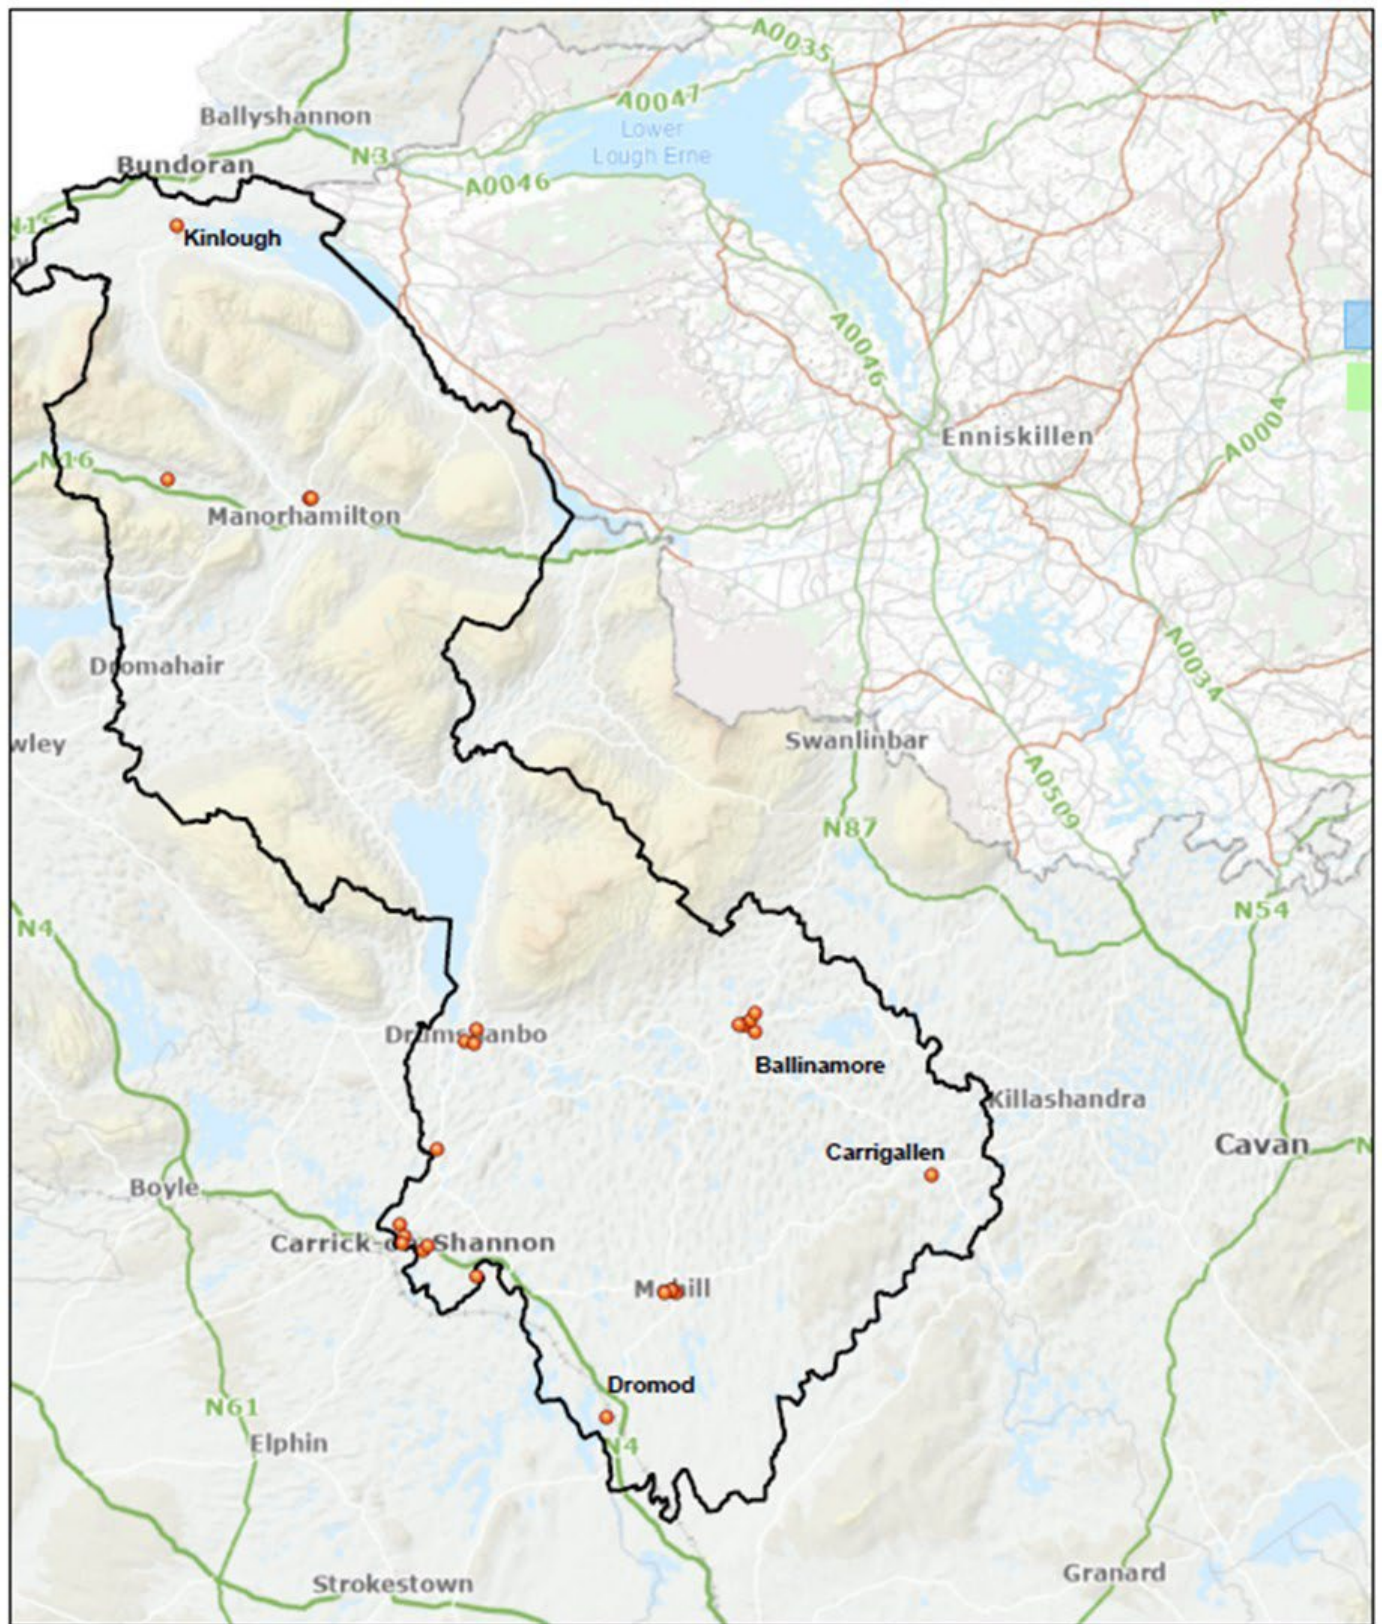 A0035
A0047
Ballyshannon
Lower
Lough Erne
N3
Bundoran
A0046
N15
Kinlough
A0046
A0004
Enniskillen
N16
Manorhamilton
Dromahair
A0034
wley
Swanlinbar
A0509
N87
N4
N54
Ballinamore
Killashandra
Cavan
N
Carrigallen
Boyle
Shannon
Dromod
N61
Elphin
N4
Strokestown
Granard